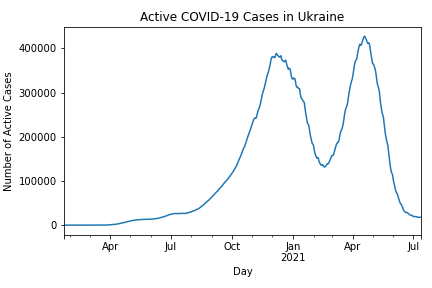 Active COVID-19 Cases in Ukraine
Number of Active Cases
400000
300000
200000
100000
0
Apr Jul Oct Jan Apr Jul
2021
Day